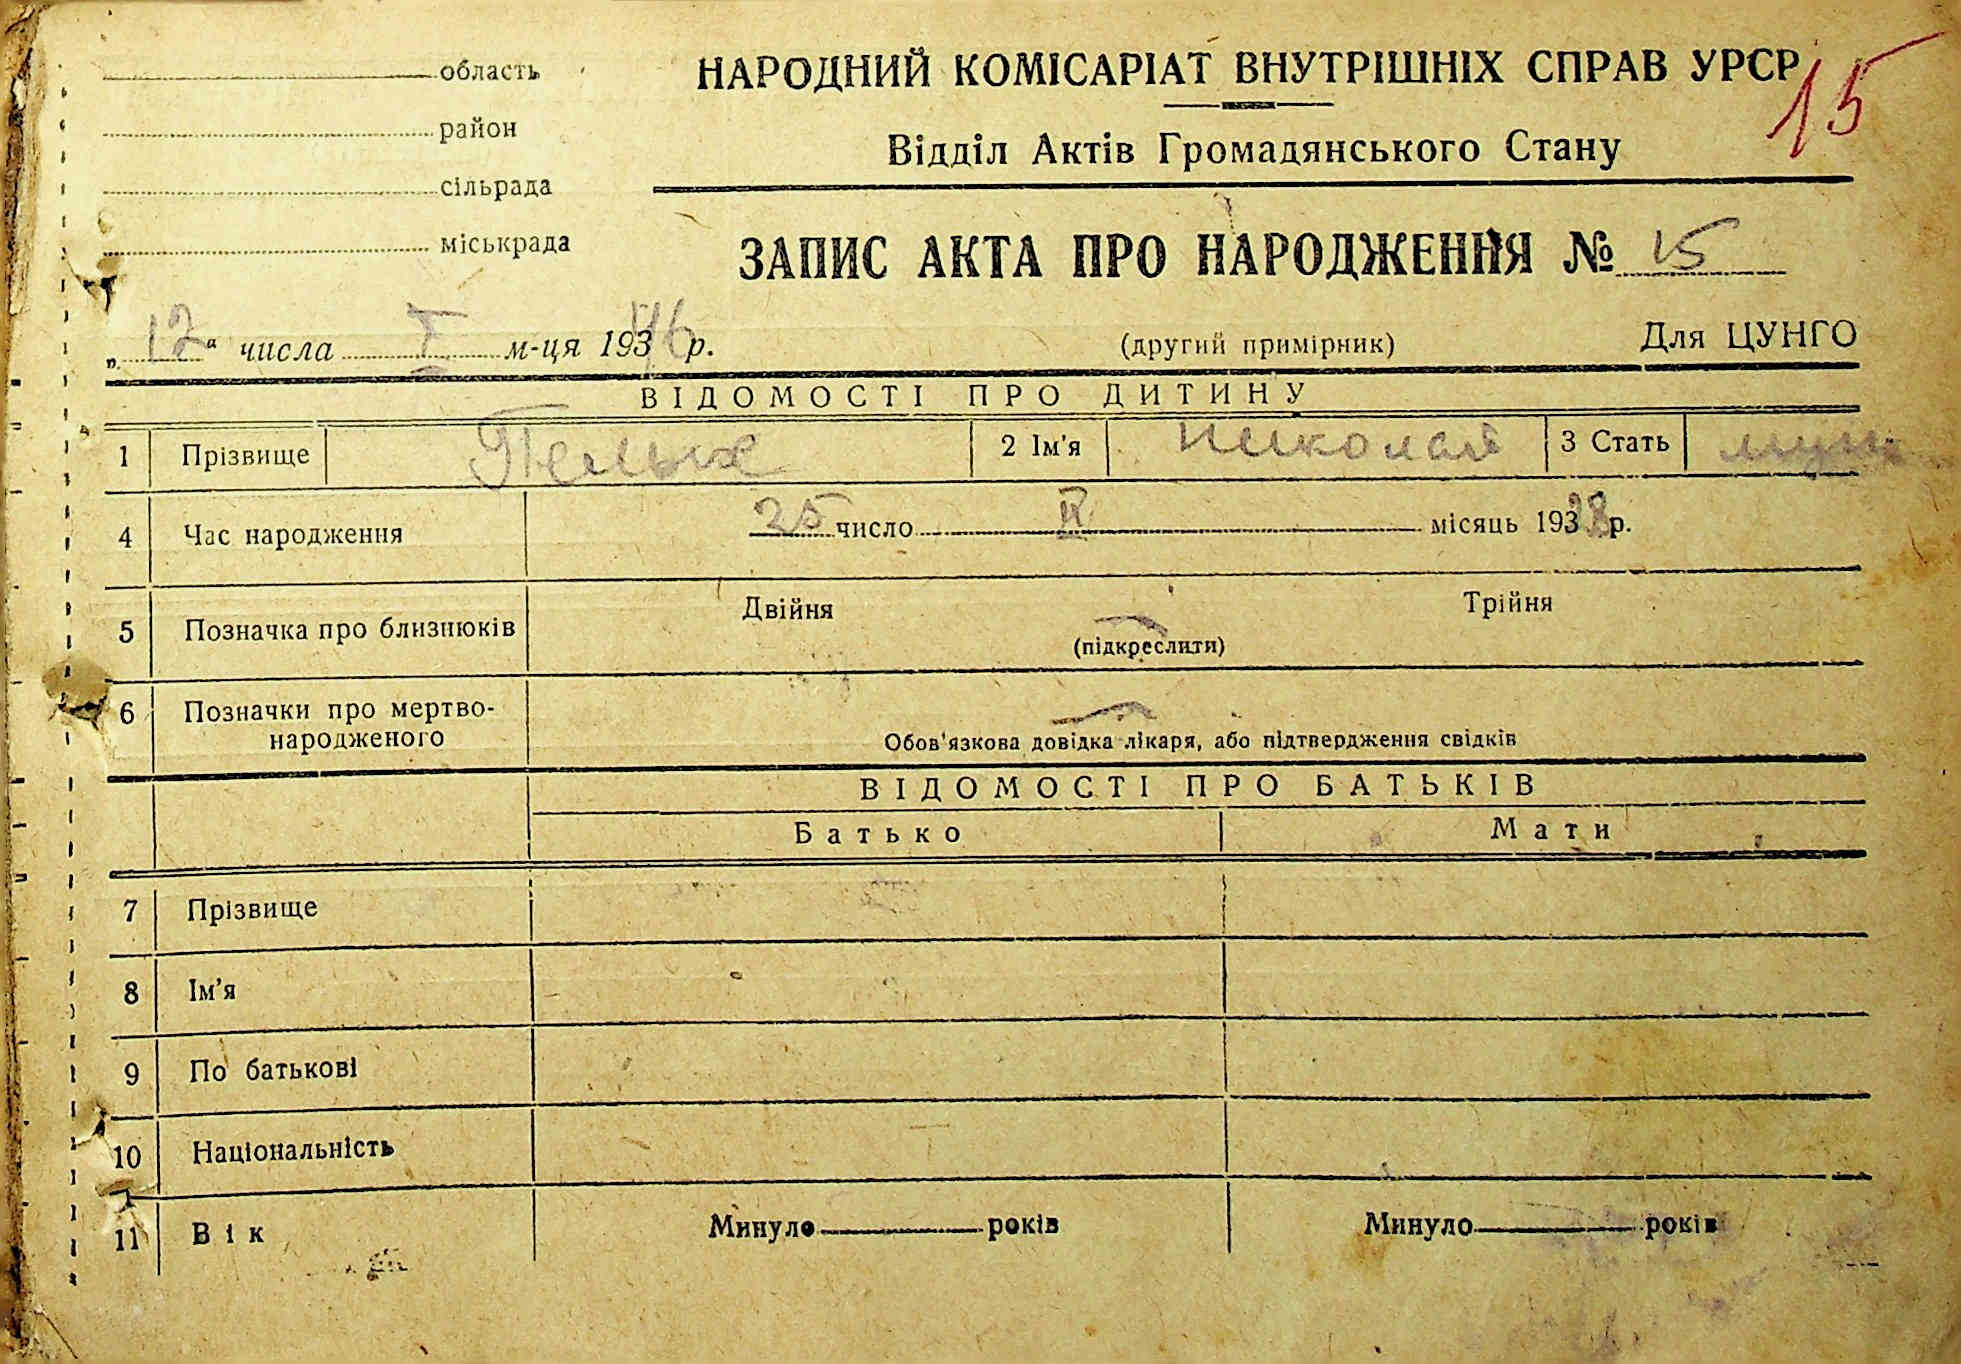 область
район
сільрада
міськрада
НАРОДНИЙ КОМІСАРІАТ ВНУТРІШНІХ СПРАВ УРСР
15
Відділ Актів Громадянського Стану
ЗАПИС АКТА ПРО НАРОДЖЕННЯ № 15
„12“ числа I м-ця 1946 р. (другий примірник) Для ЦУНГО
ВІДОМОСТІ ПРО ДИТИНУ
1 Прізвище 2 Ім'я Николай 3 Стать муж.
4 Час народження 25 число місяць 1938 р.
5 Позначка про близнюків Двійня (підкреслити) Трійня
6 Позначки про мертво-
народженого Обов'язкова довідка лікаря, або підтвердження свідків
ВІДОМОСТІ ПРО БАТЬКІВ
Батько Мати
7 Прізвище
8 Ім'я
9 По батькові
10 Національність
11 Вік Минуло років Минуло років